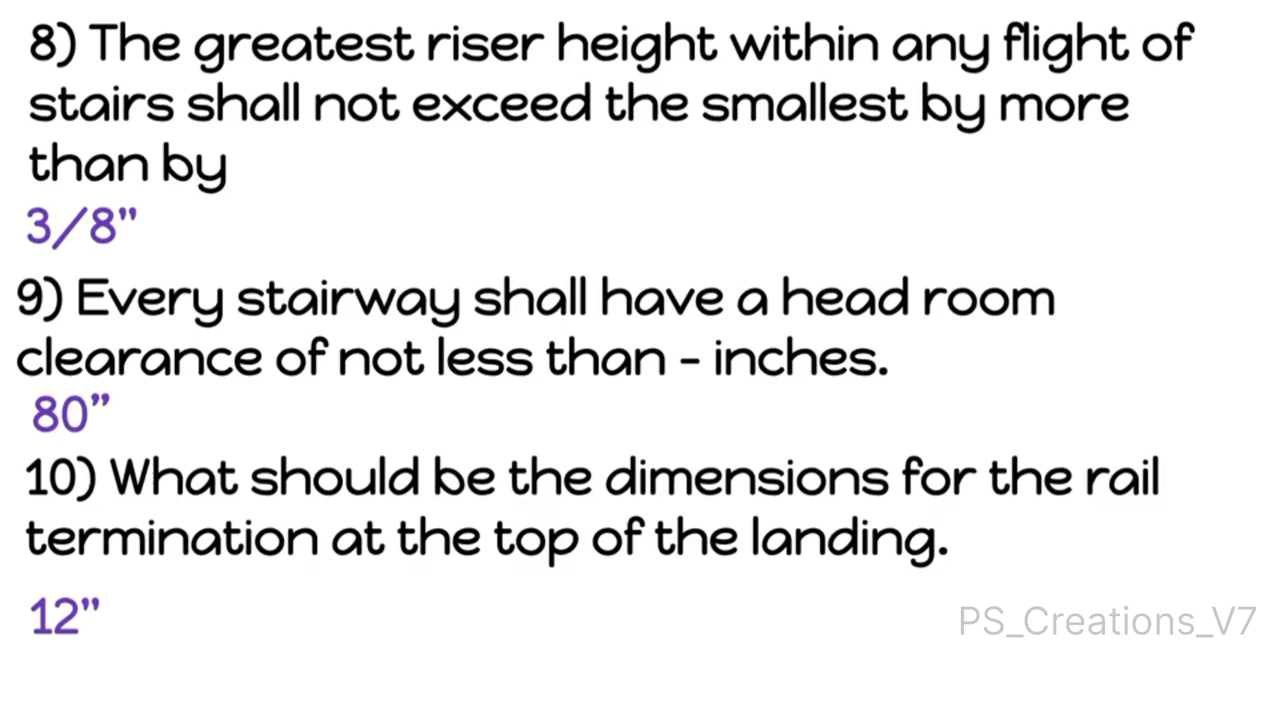 8) The greatest riser height within any flight of
stairs shall not exceed the smallest by more
than by
3/8”
9) Every stairway shall have a head room
clearance of not less than - inches.
80”
10) What should be the dimensions for the rail
termination at the top of the landing.
12”
PS_Creations_V7